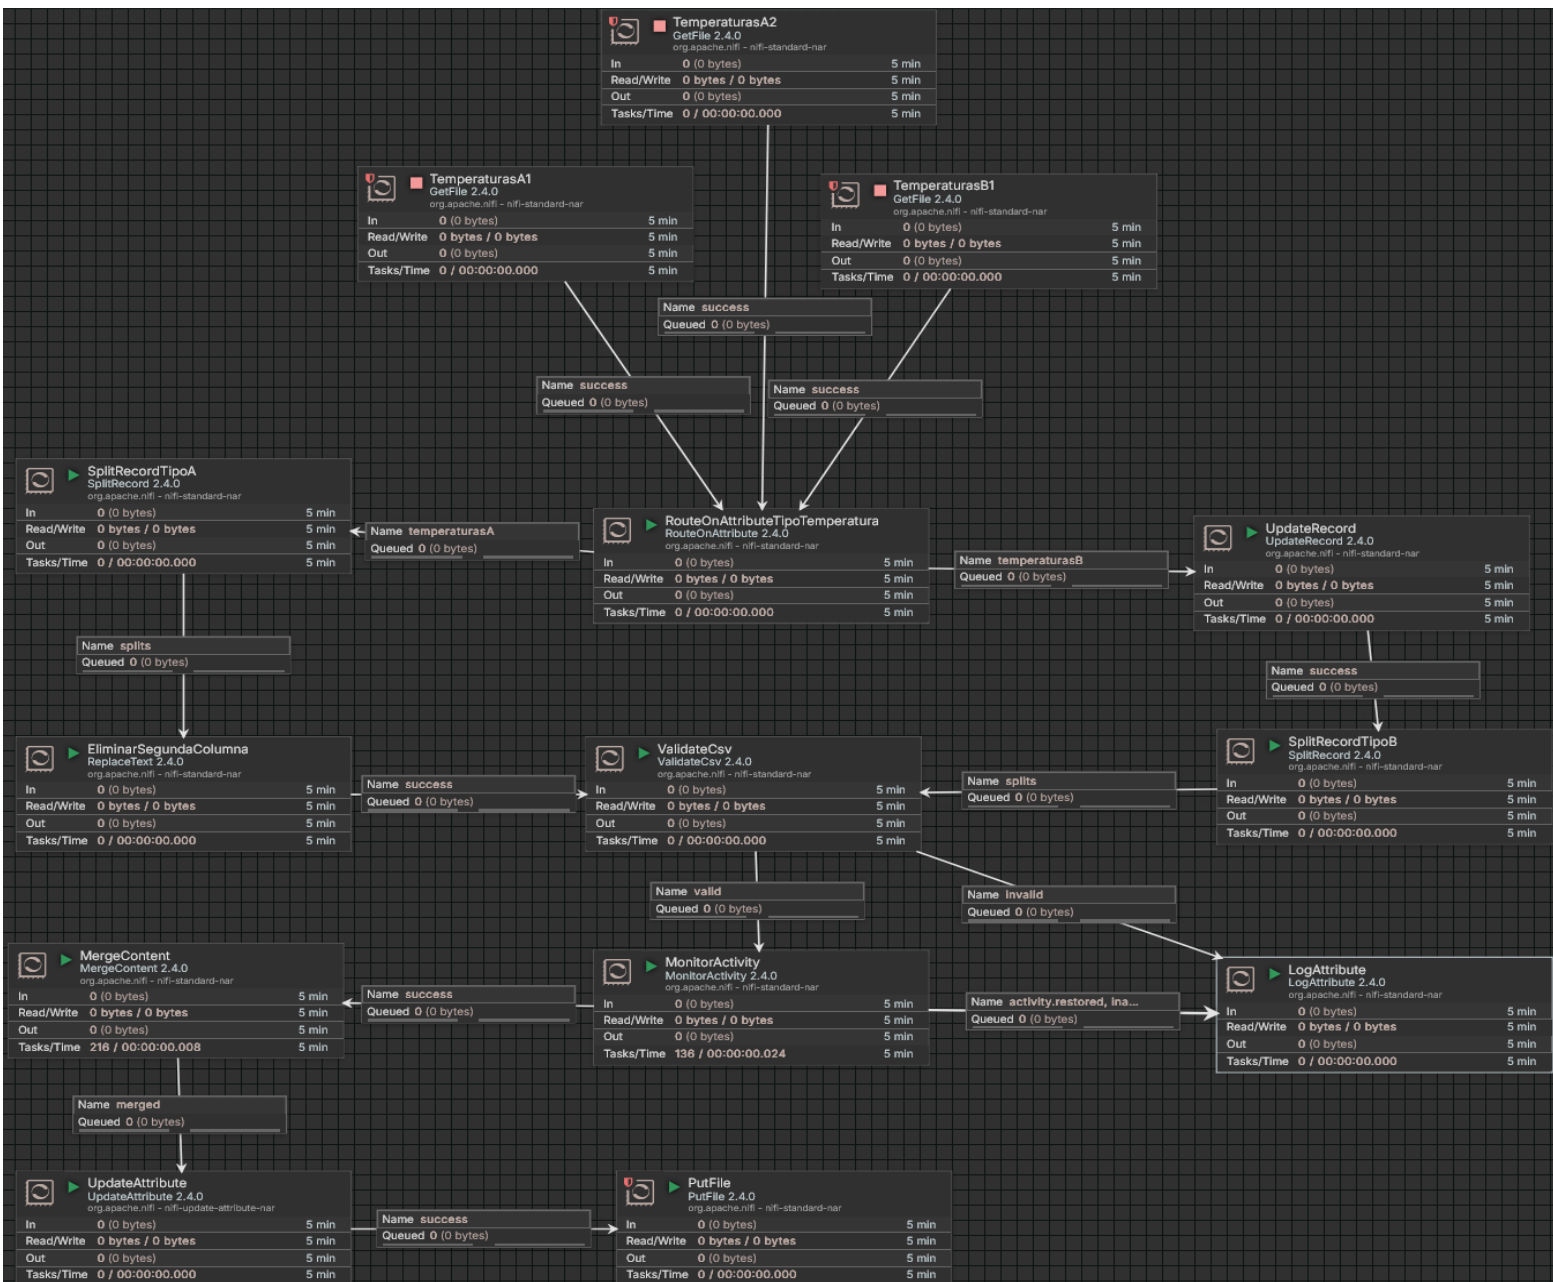 TemperaturasA2
GetFile 2.4.0
org.apache.nifi - nifi-standard-nar
In 0 (0 bytes) 5 min
Read/Write 0 bytes / 0 bytes 5 min
Out 0 (0 bytes) 5 min
Tasks/Time 0 / 00:00:00.000 5 min
TemperaturasA1
GetFile 2.4.0
org.apache.nifi - nifi-standard-nar
In 0 (0 bytes) 5 min
Read/Write 0 bytes / 0 bytes 5 min
Out 0 (0 bytes) 5 min
Tasks/Time 0 / 00:00:00.000 5 min
TemperaturasB1
GetFile 2.4.0
org.apache.nifi - nifi-standard-nar
In 0 (0 bytes) 5 min
Read/Write 0 bytes / 0 bytes 5 min
Out 0 (0 bytes) 5 min
Tasks/Time 0 / 00:00:00.000 5 min
Name success
Queued 0 (0 bytes)
Name success
Queued 0 (0 bytes)
Name success
Queued 0 (0 bytes)
SplitRecordTipoA
SplitRecord 2.4.0
org.apache.nifi - nifi-standard-nar
In 0 (0 bytes) 5 min
Read/Write 0 bytes / 0 bytes 5 min
Out 0 (0 bytes) 5 min
Tasks/Time 0 / 00:00:00.000 5 min
Name temperaturasA
Queued 0 (0 bytes)
RouteOnAttributeTipoTemperatura
RouteOnAttribute 2.4.0
org.apache.nifi - nifi-standard-nar
In 0 (0 bytes) 5 min
Read/Write 0 bytes / 0 bytes 5 min
Out 0 (0 bytes) 5 min
Tasks/Time 0 / 00:00:00.000 5 min
Name temperaturasB
Queued 0 (0 bytes)
UpdateRecord
UpdateRecord 2.4.0
org.apache.nifi - nifi-standard-nar
In 0 (0 bytes) 5 min
Read/Write 0 bytes / 0 bytes 5 min
Out 0 (0 bytes) 5 min
Tasks/Time 0 / 00:00:00.000 5 min
Name splits
Queued 0 (0 bytes)
Name success
Queued 0 (0 bytes)
EliminarSegundaColumna
ReplaceText 2.4.0
org.apache.nifi - nifi-standard-nar
In 0 (0 bytes) 5 min
Read/Write 0 bytes / 0 bytes 5 min
Out 0 (0 bytes) 5 min
Tasks/Time 0 / 00:00:00.000 5 min
Name success
Queued 0 (0 bytes)
ValidateCsv
ValidateCsv 2.4.0
org.apache.nifi - nifi-standard-nar
In 0 (0 bytes) 5 min
Read/Write 0 bytes / 0 bytes 5 min
Out 0 (0 bytes) 5 min
Tasks/Time 0 / 00:00:00.000 5 min
Name splits
Queued 0 (0 bytes)
SplitRecordTipoB
SplitRecord 2.4.0
org.apache.nifi - nifi-standard-nar
In 0 (0 bytes) 5 min
Read/Write 0 bytes / 0 bytes 5 min
Out 0 (0 bytes) 5 min
Tasks/Time 0 / 00:00:00.000 5 min
Name valid
Queued 0 (0 bytes)
Name invalid
Queued 0 (0 bytes)
MergeContent
MergeContent 2.4.0
org.apache.nifi - nifi-standard-nar
In 0 (0 bytes) 5 min
Read/Write 0 bytes / 0 bytes 5 min
Out 0 (0 bytes) 5 min
Tasks/Time 216 / 00:00:00.008 5 min
Name success
Queued 0 (0 bytes)
MonitorActivity
MonitorActivity 2.4.0
org.apache.nifi - nifi-standard-nar
In 0 (0 bytes) 5 min
Read/Write 0 bytes / 0 bytes 5 min
Out 0 (0 bytes) 5 min
Tasks/Time 136 / 00:00:00.024 5 min
Name activity.restored, ina...
Queued 0 (0 bytes)
LogAttribute
LogAttribute 2.4.0
org.apache.nifi - nifi-standard-nar
In 0 (0 bytes) 5 min
Read/Write 0 bytes / 0 bytes 5 min
Out 0 (0 bytes) 5 min
Tasks/Time 0 / 00:00:00.000 5 min
Name merged
Queued 0 (0 bytes)
UpdateAttribute
UpdateAttribute 2.4.0
org.apache.nifi - nifi-update-attribute-nar
In 0 (0 bytes) 5 min
Read/Write 0 bytes / 0 bytes 5 min
Out 0 (0 bytes) 5 min
Tasks/Time 0 / 00:00:00.000 5 min
Name success
Queued 0 (0 bytes)
PutFile
PutFile 2.4.0
org.apache.nifi - nifi-standard-nar
In 0 (0 bytes) 5 min
Read/Write 0 bytes / 0 bytes 5 min
Out 0 (0 bytes) 5 min
Tasks/Time 0 / 00:00:00.000 5 min